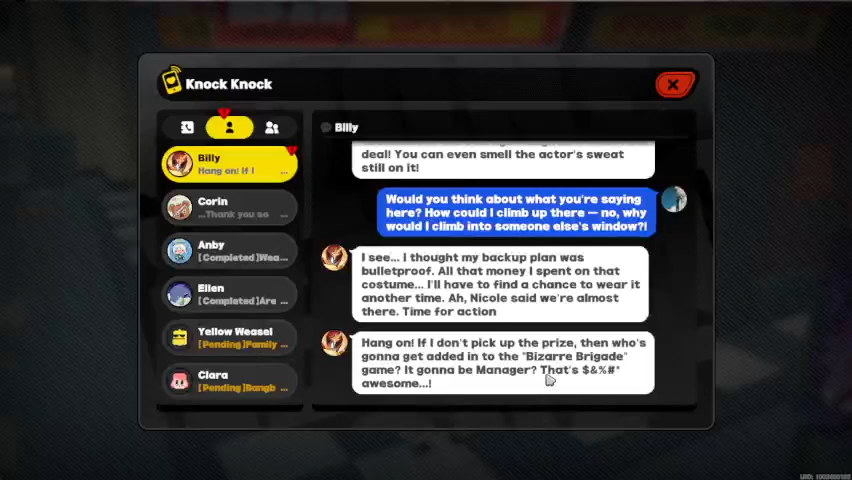 Knock Knock
Billy
Hang on! If I ...
Corin
...Thank you so ...
Anby
[Completed]Wea...
Ellen
[Completed]Are ...
Yellow Weasel
[Pending]Family ...
Clara
[Pending]Bangb...
Billy
deal! You can even smell the actor's sweat
still on it!
Would you think about what you're saying
here? How could I climb up there — no, why
would I climb into someone else's window?!
I see... I thought my backup plan was
bulletproof. All that money I spent on that
costume... I'll have to find a chance to wear it
another time. Ah, Nicole said we're almost
there. Time for action
Hang on! If I don't pick up the prize, then who's
gonna get added in to the "Bizarre Brigade"
game? It gonna be Manager? That's $&%#*
awesome...!